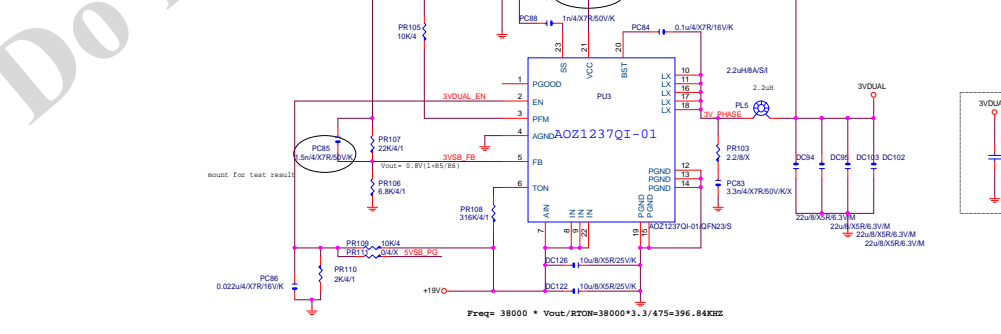 Do
PC88
1n/4/X7R/50V/K
PC84
0.1u/4/X7R/16V/K
PR105
10K/4
23
21
20
SS
VCC
BST
1
PGOOD
PU3
LX
10
LX
11
LX
16
LX
17
LX
18
2.2uH/8A/S/I
2.2uH
PL5
3VDUAL
3VDUA
3VDUAL_EN
2
EN
3
PFM
3V_PHASE
4
AGND
AOZ1237QI-01
PC85
1.5n/4/X7R/50V/K
PR107
22K/4/1
3VSB_FB
5
FB
Vout= 0.8V(1+R5/R6)
mount for test result
PR106
6.8K/4/1
6
TON
PGND
12
PGND
13
PGND
14
PR103
2.2/8/X
PC83
3.3n/4/X7R/50V/K/X
DC94
DC95
DC103
DC102
22u/8/X5R/6.3V/M
22u/8/X5R/6.3V/M
22u/8/X5R/6.3V/M
22u/8/X5R/6.3V/M
PR108
316K/4/1
AIN
IN
IN
IN
PGND
PGND
7
8
9
22
19
15
AOZ1237QI-01/QFN23/S
PR109
10K/4
PR111
0/4/X
5VSB_PG
PR110
2K/4/1
PC86
0.022u/4/X7R/16V/K
DC126
10u/8/X5R/25V/K
DC122
10u/8/X5R/25V/K
+19V
Freq= 38000 * Vout/RTON=38000*3.3/475=396.84KHZ